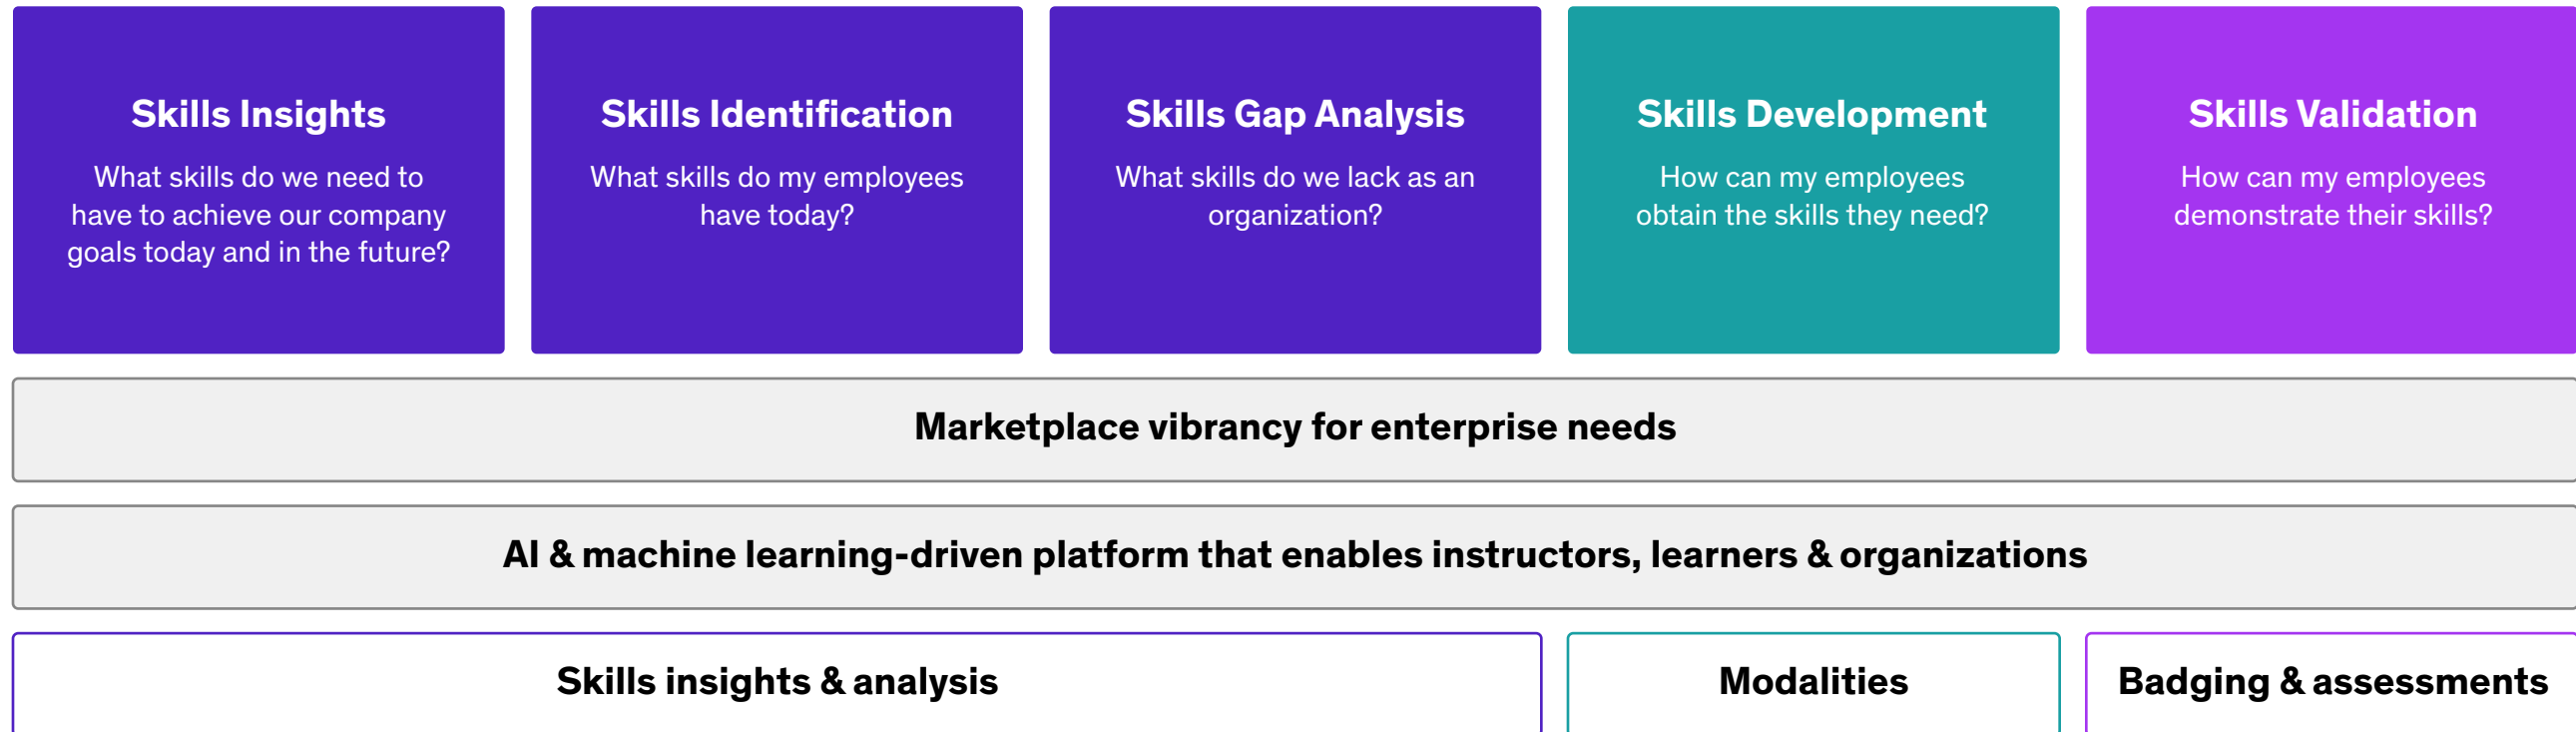 Skills Insights
What skills do we need to
have to achieve our company
goals today and in the future?
Skills Identification
What skills do my employees
have today?
Skills Gap Analysis
What skills do we lack as an
organization?
Skills Development
How can my employees
obtain the skills they need?
Skills Validation
How can my employees
demonstrate their skills?
Marketplace vibrancy for enterprise needs
AI & machine learning-driven platform that enables instructors, learners & organizations
Skills insights & analysis
Modalities
Badging & assessments